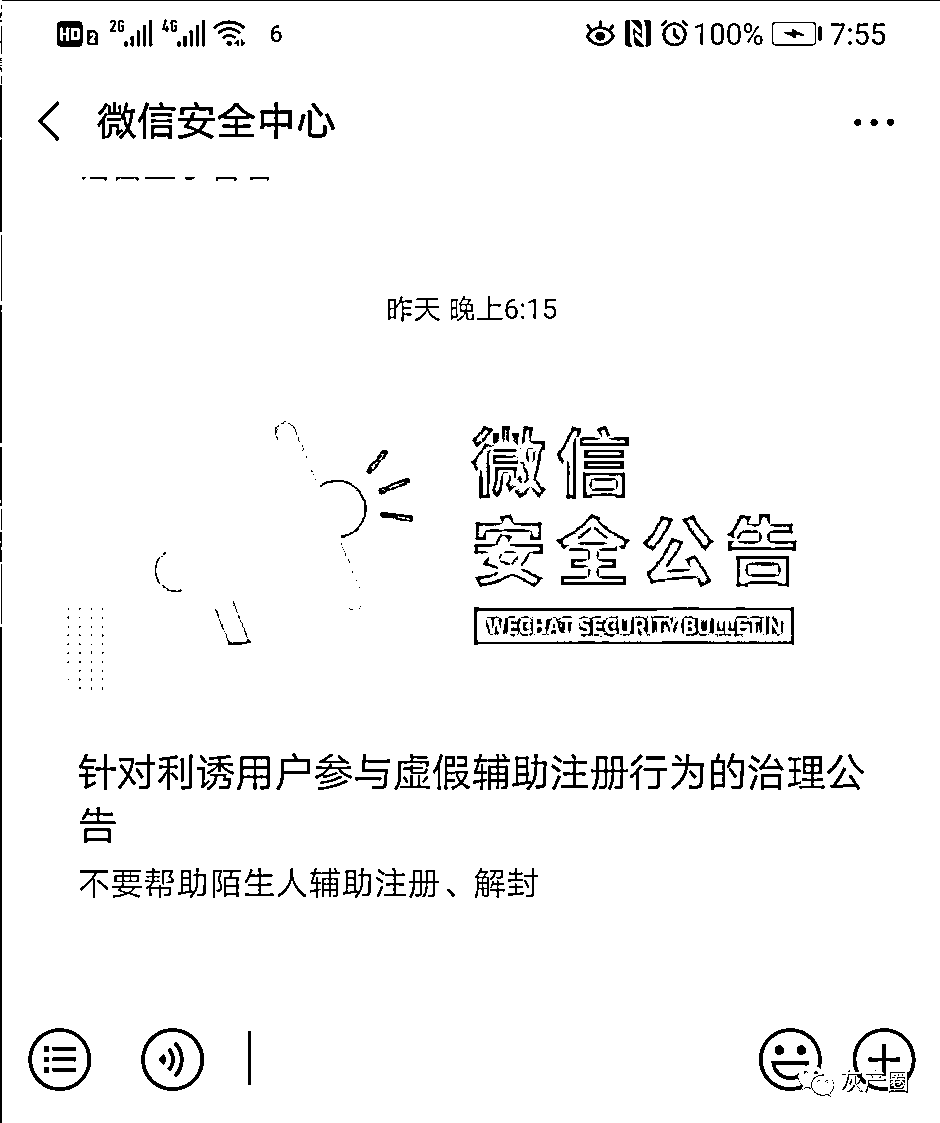 HD 2 2G 4G 6 100% 7:55
微信安全中心
昨天 晚上6:15
微信
安全公告
WECHAT SECURITY BULLETIN
针对利诱用户参与虚假辅助注册行为的治理公
告
不要帮助陌生人辅助注册、解封
灰产圈